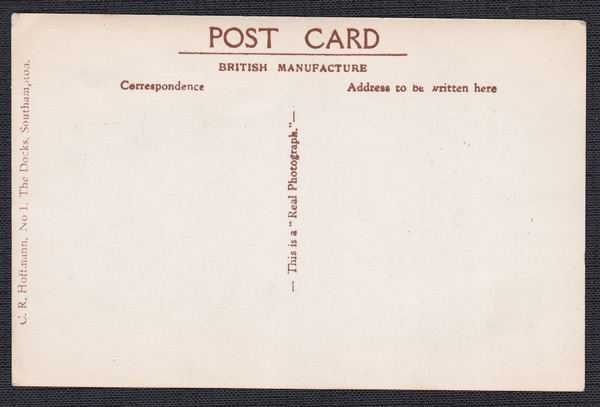 POST CARD
BRITISH MANUFACTURE
Correspondence
Address to be written here
— This is a "Real Photograph." —
C. R. Hoffmann, No 1, The Docks, Southampton.